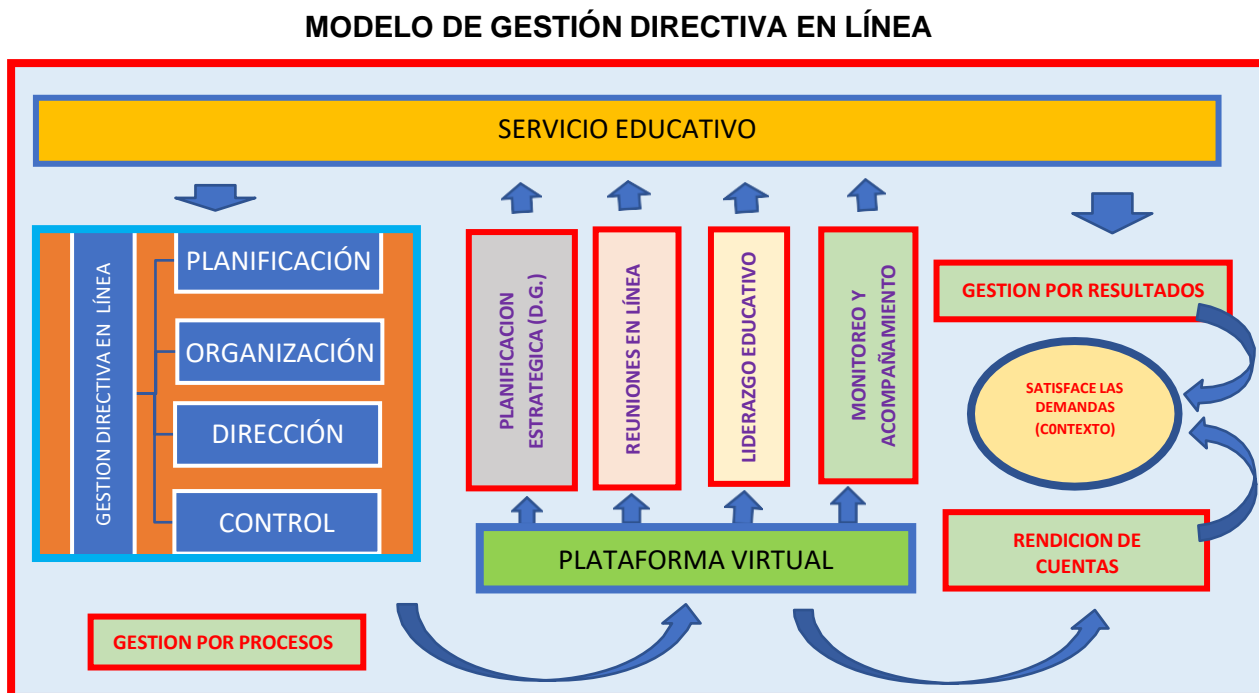 MODELO DE GESTIÓN DIRECTIVA EN LÍNEA
SERVICIO EDUCATIVO
GESTION DIRECTIVA EN LÍNEA
PLANIFICACIÓN
ORGANIZACIÓN
DIRECCIÓN
CONTROL
PLANIFICACION
ESTRATEGICA (D.G.)
REUNIONES EN LÍNEA
LIDERAZGO EDUCATIVO
MONITOREO Y
ACOMPAÑAMIENTO
GESTION POR RESULTADOS
SATISFACE LAS
DEMANDAS
(C0NTEXTO)
RENDICION DE
CUENTAS
PLATAFORMA VIRTUAL
GESTION POR PROCESOS